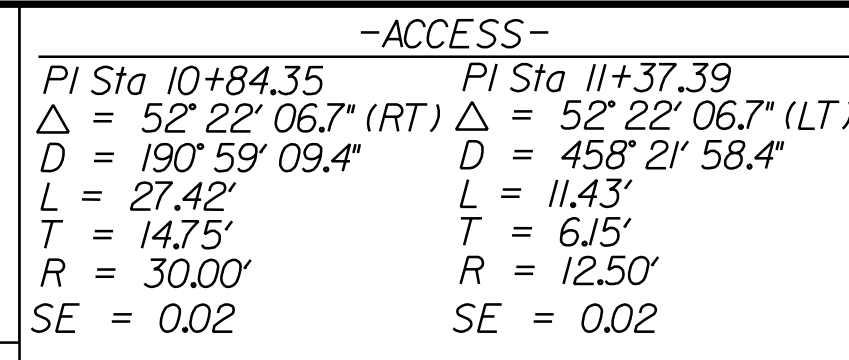 -ACCESS-
PI Sta 10+84.35
△ = 52° 22′ 06.7" (RT)
D = 190° 59′ 09.4"
L = 27.42′
T = 14.75′
R = 30.00′
SE = 0.02
PI Sta 11+37.39
△ = 52° 22′ 06.7" (LT)
D = 458° 21′ 58.4"
L = 11.43′
T = 6.15′
R = 12.50′
SE = 0.02